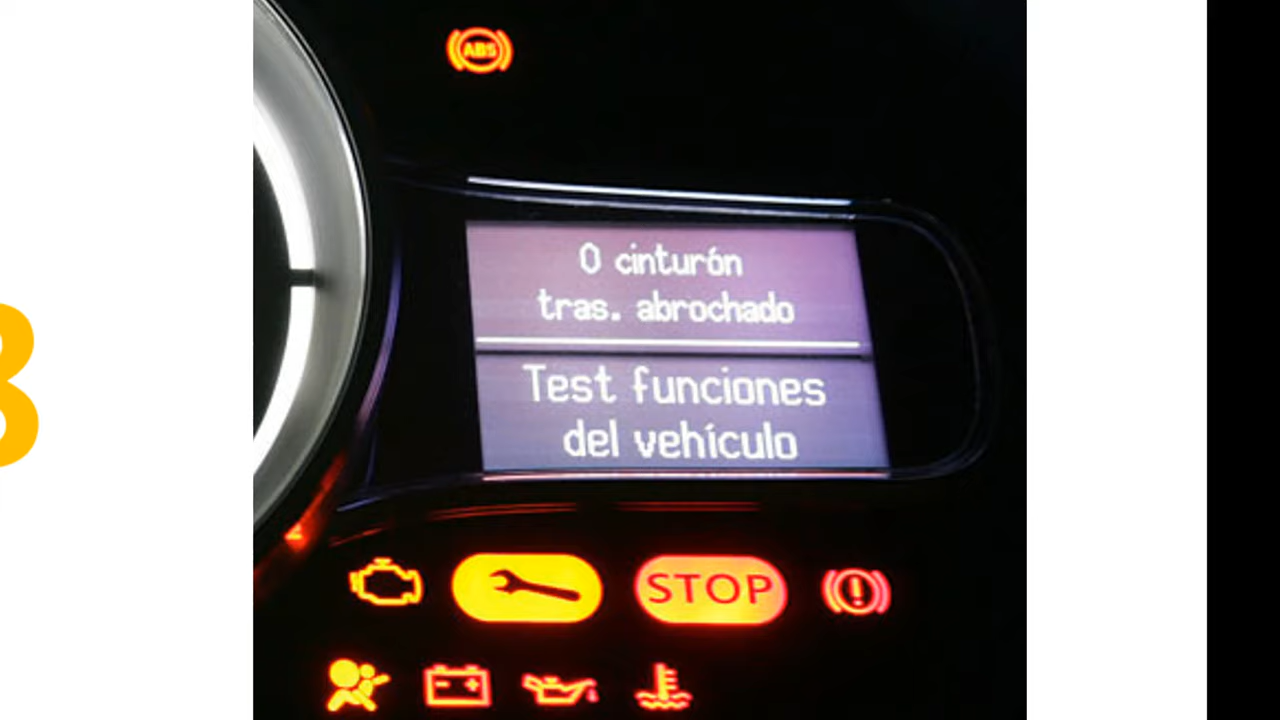 ABS
0 cinturón
tras. abrochado
Test funciones
del vehículo
STOP